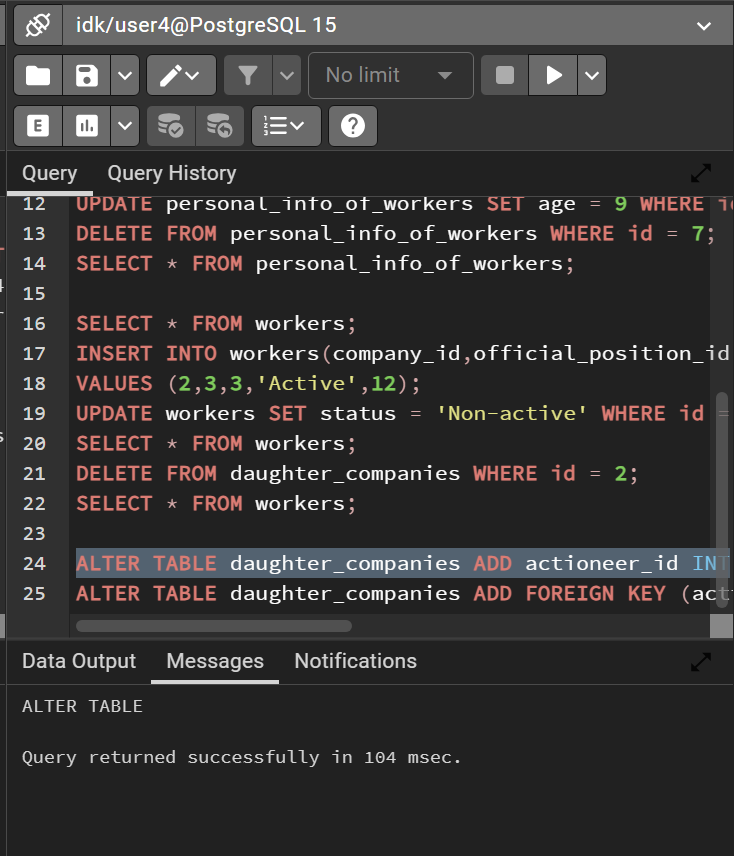 idk/user4@PostgreSQL 15
No limit
E
Query Query History
12 UPDATE personal_info_of_workers SET age = 9 WHERE
13 DELETE FROM personal_info_of_workers WHERE id = 7;
14 SELECT * FROM personal_info_of_workers;
15
16 SELECT * FROM workers;
17 INSERT INTO workers(company_id,official_position_id
18 VALUES (2,3,3,'Active',12);
19 UPDATE workers SET status = 'Non-active' WHERE id =
20 SELECT * FROM workers;
21 DELETE FROM daughter_companies WHERE id = 2;
22 SELECT * FROM workers;
23
24 ALTER TABLE daughter_companies ADD actioneer_id INT
25 ALTER TABLE daughter_companies ADD FOREIGN KEY (act
Data Output Messages Notifications
ALTER TABLE
Query returned successfully in 104 msec.